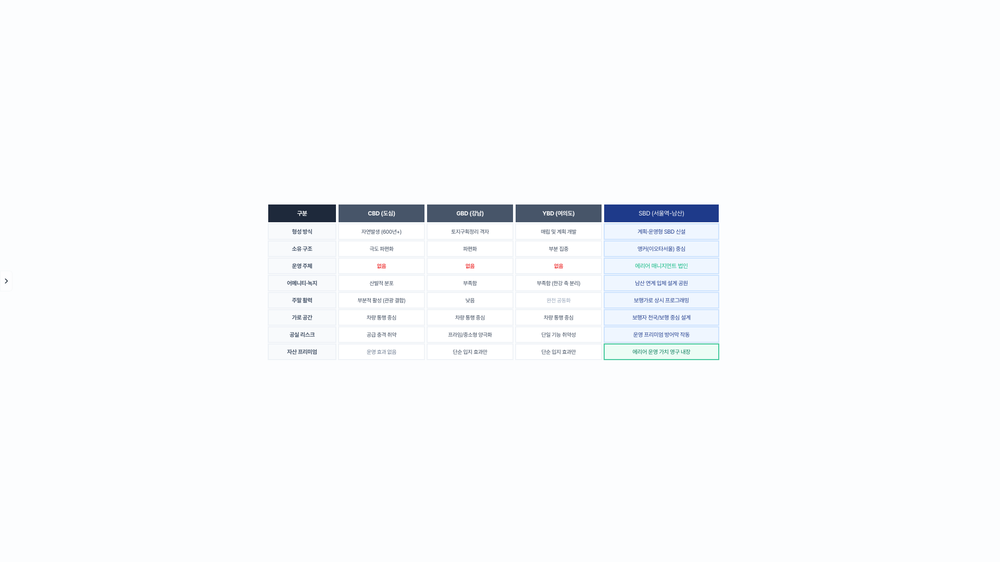 구분 CBD (도심) GBD (강남) YBD (여의도) SBD (서울역-남산)
형성 방식 자연발생 (600년+) 토지구획정리 격자 매립 및 계획 개발 계획·운영형 SBD 신설
소유 구조 극도 파편화 파편화 부분 집중 앵커(이오타서울) 중심
운영 주체 없음 없음 없음 에리어 매니지먼트 법인
어메니티·녹지 산발적 분포 부족함 부족함 (한강 축 분리) 남산 연계 입체 설계 공원
주말 활력 부분적 활성 (관광 결합) 낮음 완전 공동화 보행가로 상시 프로그래밍
가로 공간 차량 통행 중심 차량 통행 중심 차량 통행 중심 보행자 천국/보행 중심 설계
공실 리스크 공급 충격 취약 프라임/중소형 양극화 단일 기능 취약성 운영 프리미엄 방어막 작동
자산 프리미엄 운영 효과 없음 단순 입지 효과만 단순 입지 효과만 에리어 운영 가치 영구 내장